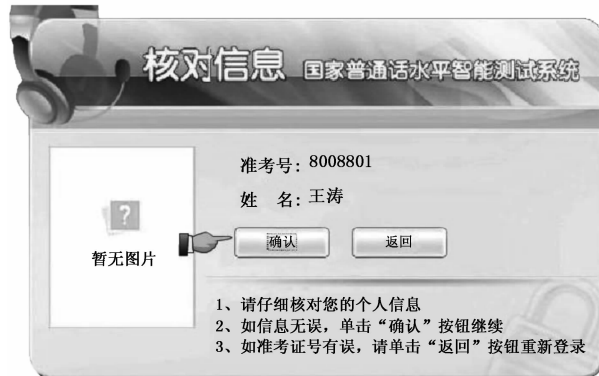 核对信息 国家普通话水平智能测试系统
准考号: 8008801
姓 名: 王涛
暂无图片
确认 返回
1、请仔细核对您的个人信息
2、如信息无误，单击“确认”按钮继续
3、如准考证号有误，请单击“返回”按钮重新登录